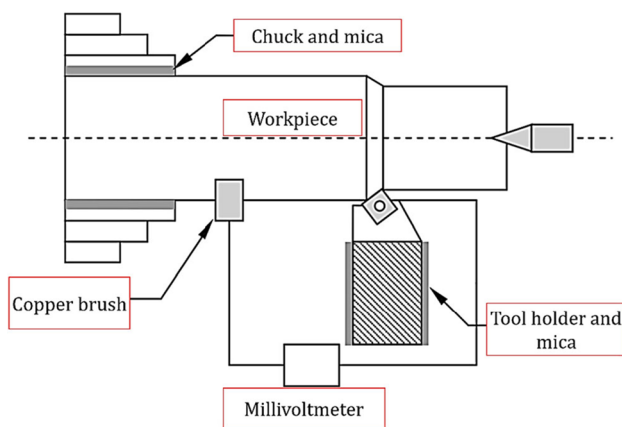 Chuck and mica
Workpiece
Copper brush
Tool holder and
mica
Millivoltmeter